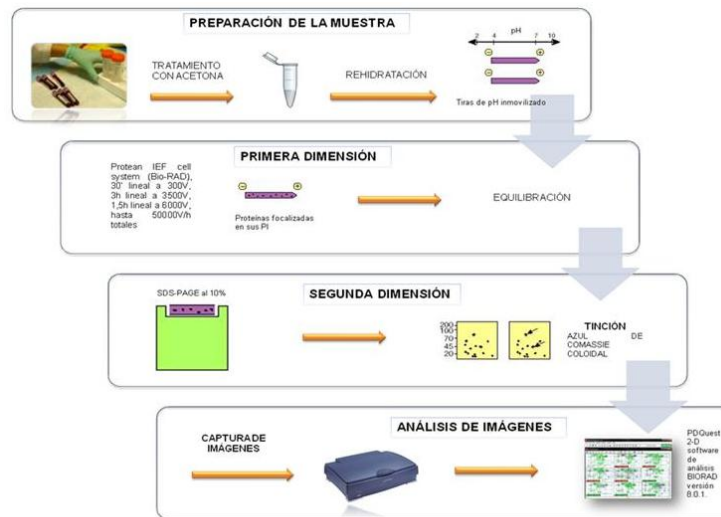 PREPARACIÓN DE LA MUESTRA
TRATAMIENTO
CON ACETONA
REHIDRATACIÓN
pH
2 4 7 10
Tiras de pH inmovilizado
PRIMERA DIMENSIÓN
Protean IEF cell
system (Bio-RAD),
30' lineal a 300V,
3h lineal a 3500V,
1,5h lineal a 6000V,
hasta 50000V/h
totales
Proteínas focalizadas
en sus PI
EQUILIBRACIÓN
SEGUNDA DIMENSIÓN
SDS-PAGE al 10%
200
100
70
45
20
TINCIÓN
AZUL DE
COMASSIE
COLOIDAL
ANÁLISIS DE IMÁGENES
CAPTURA DE
IMÁGENES
PDQuest
2-D
software
de
análisis
BIORAD
versión
8.0.1.